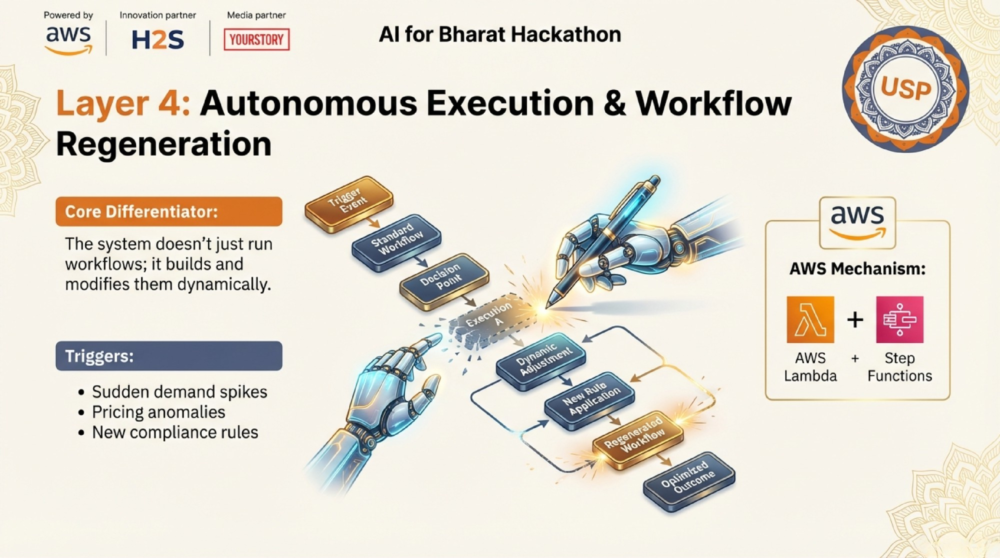 Powered by
aws
Innovation partner
H2S
Media partner
YOURSTORY
AI for Bharat Hackathon
USP
Layer 4: Autonomous Execution & Workflow
Regeneration
Core Differentiator:
The system doesn't just run
workflows; it builds and
modifies them dynamically.
Triggers:
• Sudden demand spikes
• Pricing anomalies
• New compliance rules
Trigger
Event
Standard
Workflow
Decision
Point
Execution
A
Dynamic
Adjustment
New Rule
Application
Regenerated
Workflow
Optimized
Outcome
aws
AWS Mechanism:
+
AWS
Lambda
+
Step
Functions